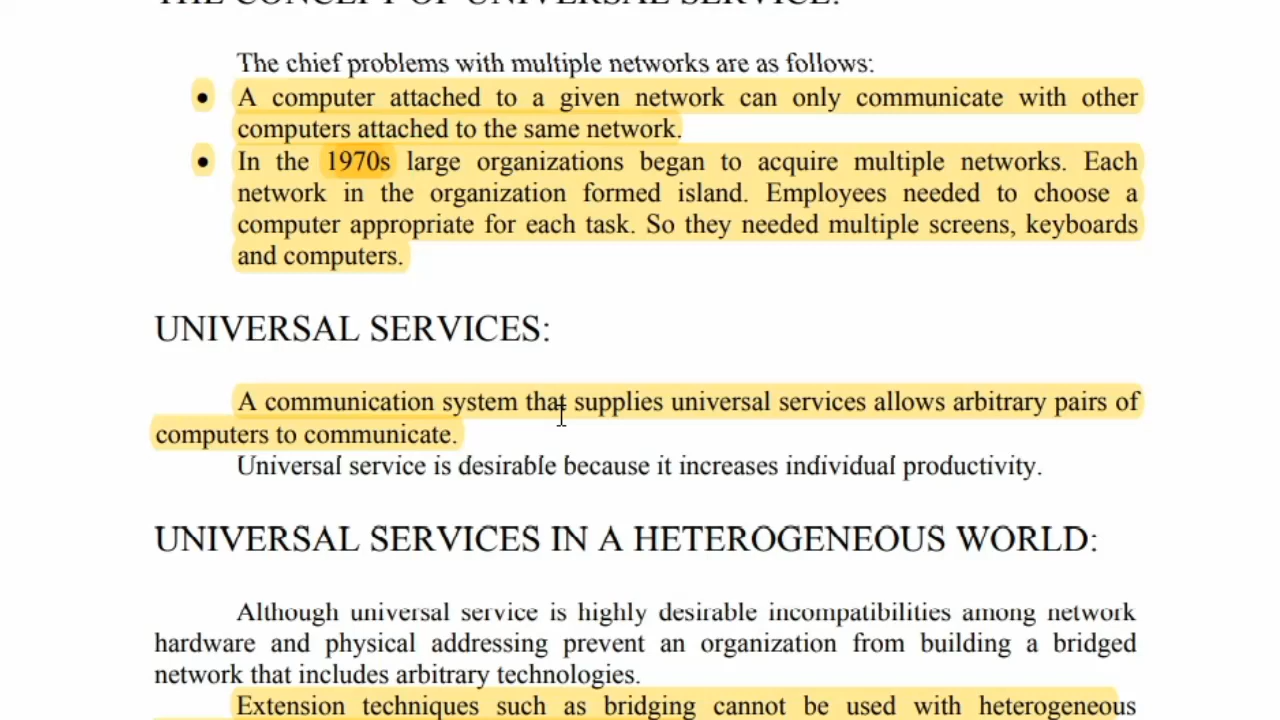 THE CONCEPT OF UNIVERSAL SERVICE:
The chief problems with multiple networks are as follows:
• A computer attached to a given network can only communicate with other
computers attached to the same network.
• In the 1970s large organizations began to acquire multiple networks. Each
network in the organization formed island. Employees needed to choose a
computer appropriate for each task. So they needed multiple screens, keyboards
and computers.
UNIVERSAL SERVICES:
A communication system that supplies universal services allows arbitrary pairs of
computers to communicate.
Universal service is desirable because it increases individual productivity.
UNIVERSAL SERVICES IN A HETEROGENEOUS WORLD:
Although universal service is highly desirable incompatibilities among network
hardware and physical addressing prevent an organization from building a bridged
network that includes arbitrary technologies.
Extension techniques such as bridging cannot be used with heterogeneous